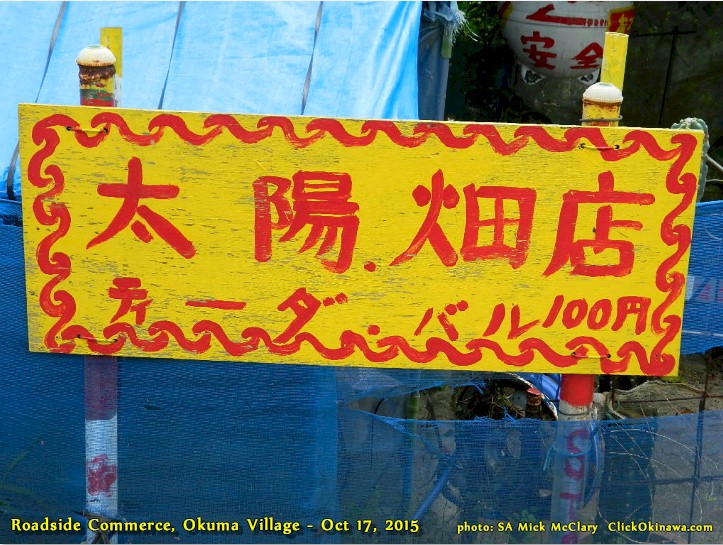 安全
太陽.畑店
ティーダ・バル100円
Roadside Commerce, Okuma Village - Oct 17, 2015
photo: SA Mick McClary ClickOkinawa.com